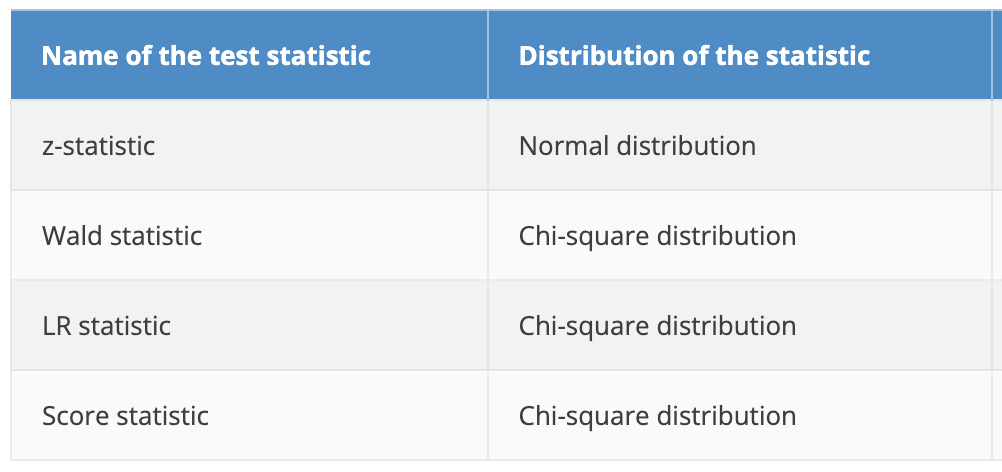 Name of the test statistic Distribution of the statistic
z-statistic Normal distribution
Wald statistic Chi-square distribution
LR statistic Chi-square distribution
Score statistic Chi-square distribution